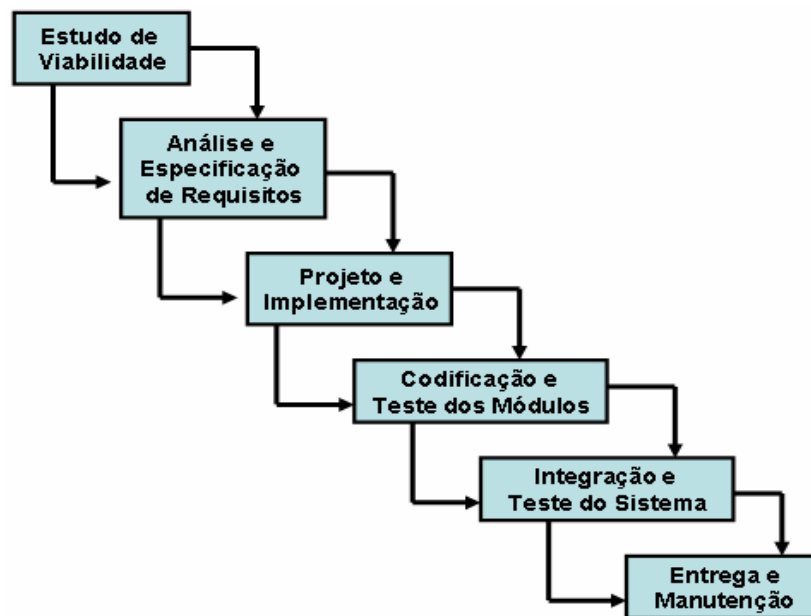 Estudo de
Viabilidade
Análise e
Especificação
de Requisitos
Projeto e
Implementação
Codificação e
Teste dos Módulos
Integração e
Teste do Sistema
Entrega e
Manutenção